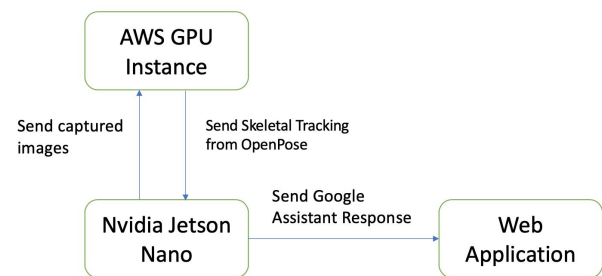 AWS GPU
Instance
Send captured
images
Send Skeletal Tracking
from OpenPose
Send Google
Assistant Response
Nvidia Jetson
Nano
Web
Application